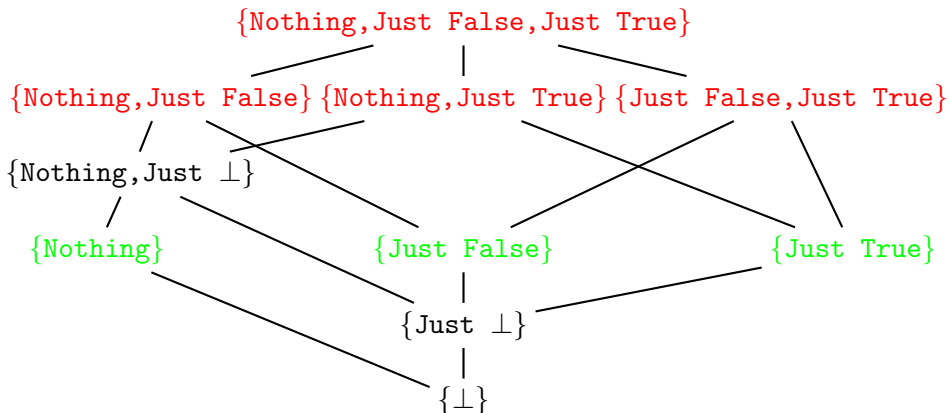 {Nothing,Just False,Just True}
{Nothing,Just False} {Nothing,Just True} {Just False,Just True}
{Nothing,Just ⊥}
{Nothing} {Just False} {Just True}
{Just ⊥}
{⊥}